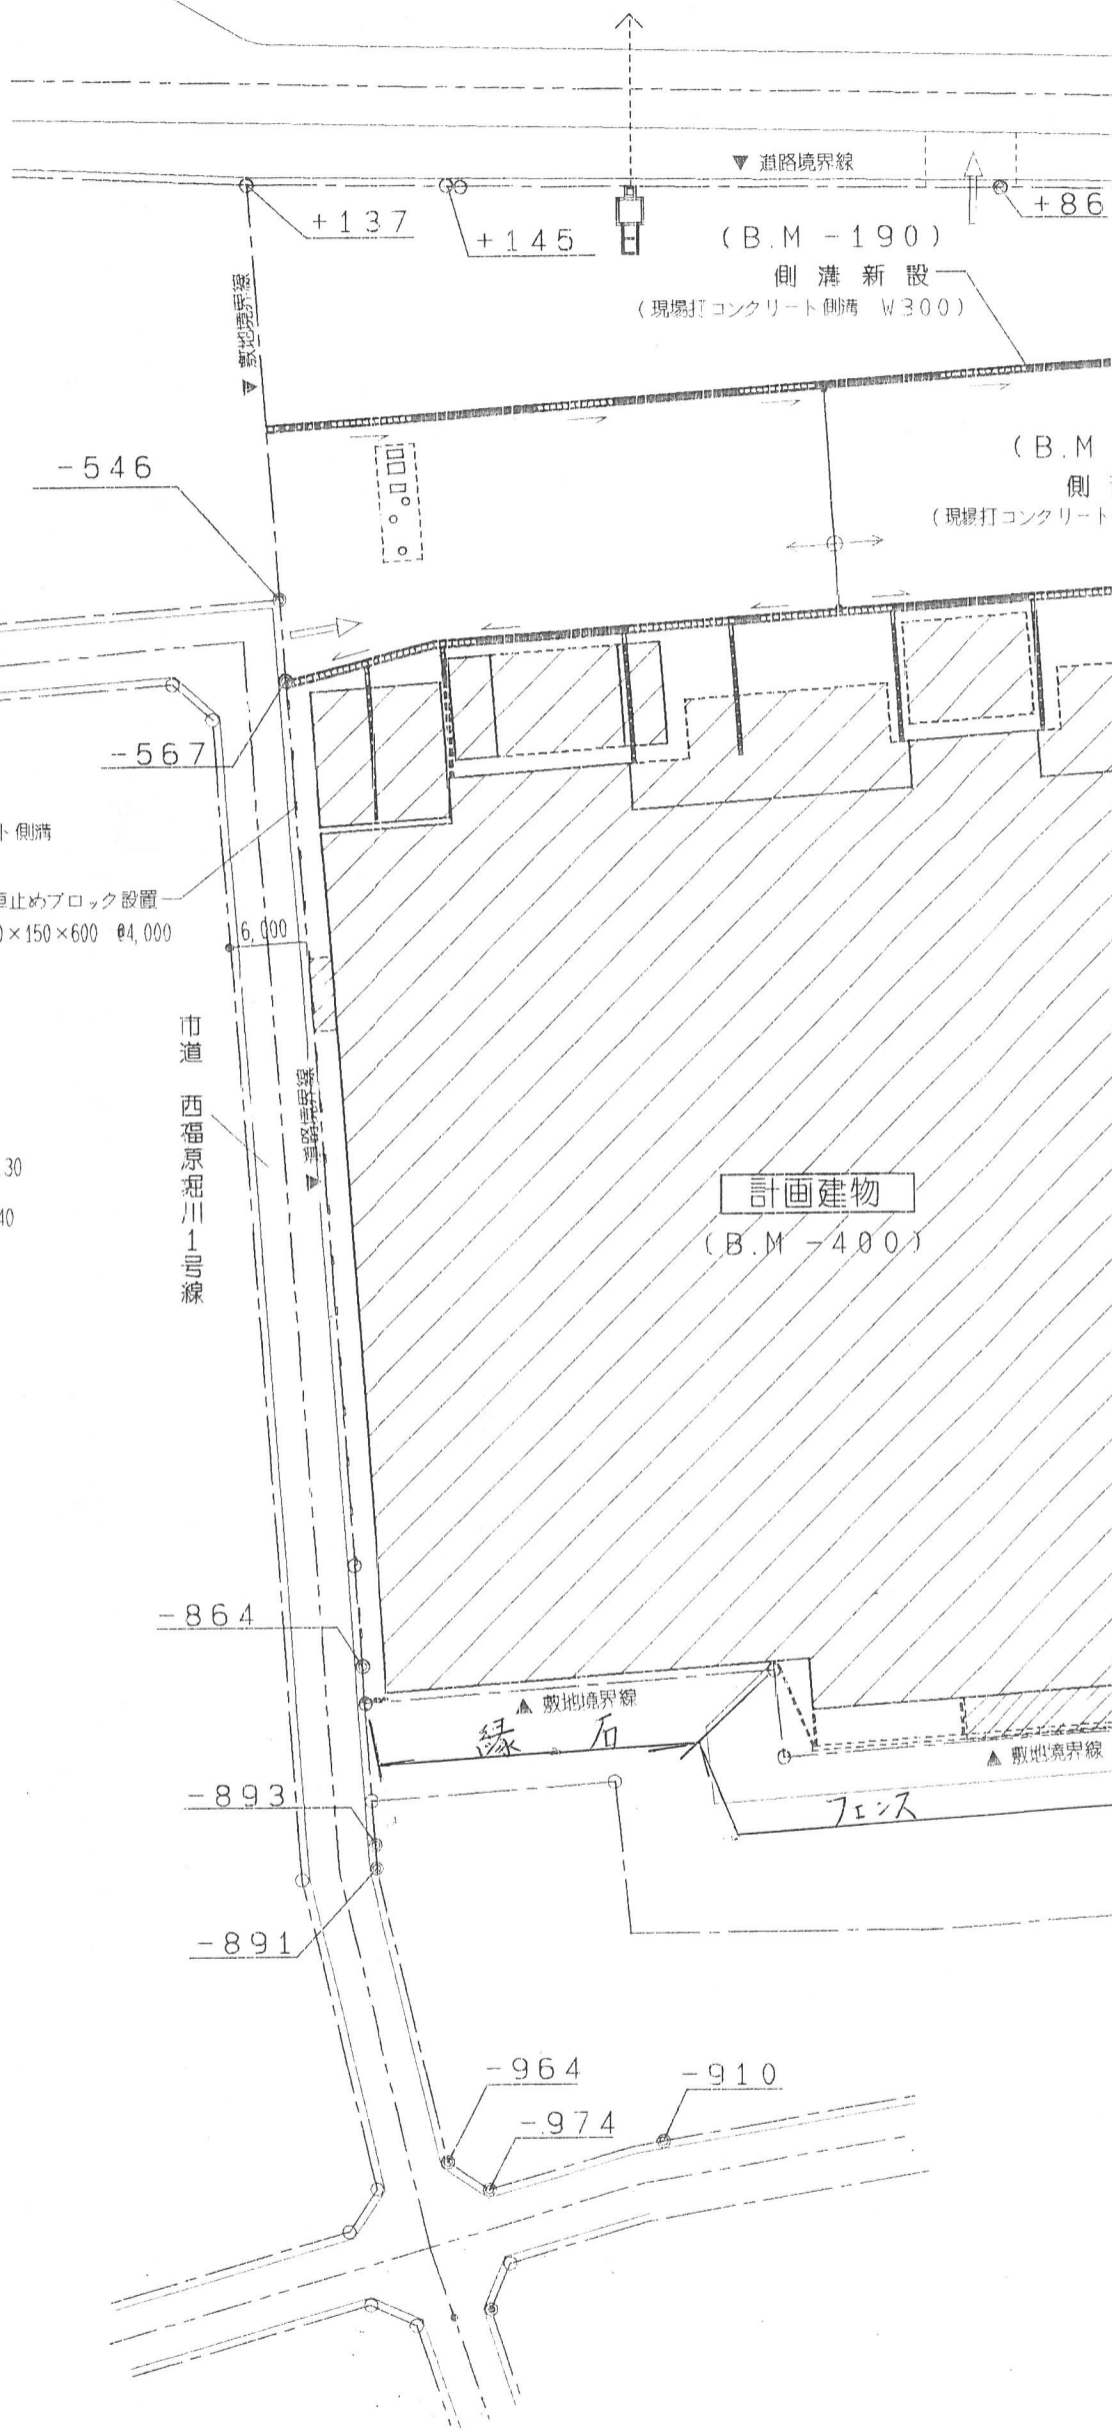 ▼ 道路境界線
+137
+145
+86
(B.M -190)
側 溝 新 設
(現場打コンクリート側溝 W300)
▼ 敷地境界線
-546
(B.M
側
(現場打コンクリート
-567
ト側溝
止めブロック設置
0×150×600 @4,000
6,000
市道 西福原堀川1号線
▼ 道路境界線
30
40
計画建物
(B.M -400)
-864
▲ 敷地境界線
縁 石
▲ 敷地境界線
フェンス
-893
-891
-964
-910
-974